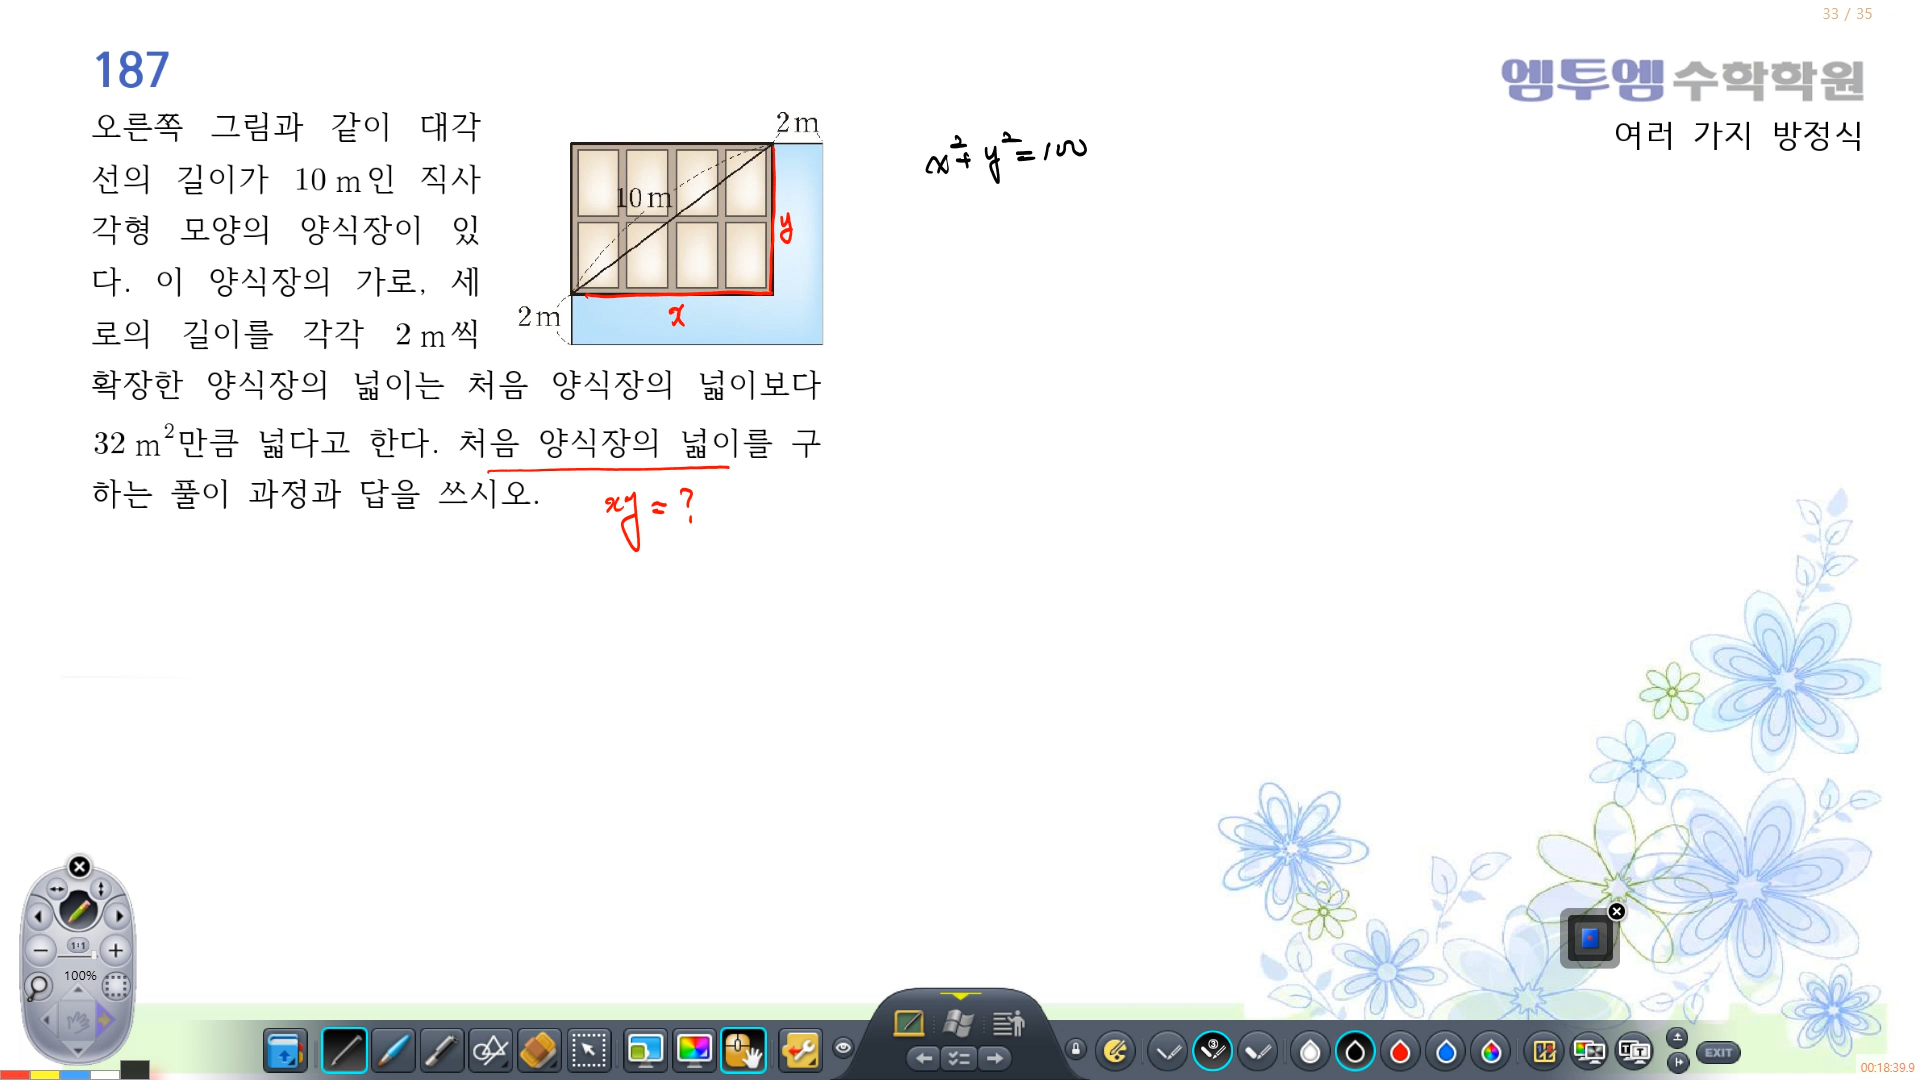 33 / 35
187
엠투엠 수학학원
여러 가지 방정식
오른쪽 그림과 같이 대각
선의 길이가 10 m인 직사
각형 모양의 양식장이 있
다. 이 양식장의 가로, 세
로의 길이를 각각 2 m씩
확장한 양식장의 넓이는 처음 양식장의 넓이보다
32 m²만큼 넓다고 한다. 처음 양식장의 넓이를 구
하는 풀이 과정과 답을 쓰시오.
2 m
10 m
y
x
2 m
x²+y²=100
xy=?
1:1
100%
EXIT
00:18:39.9